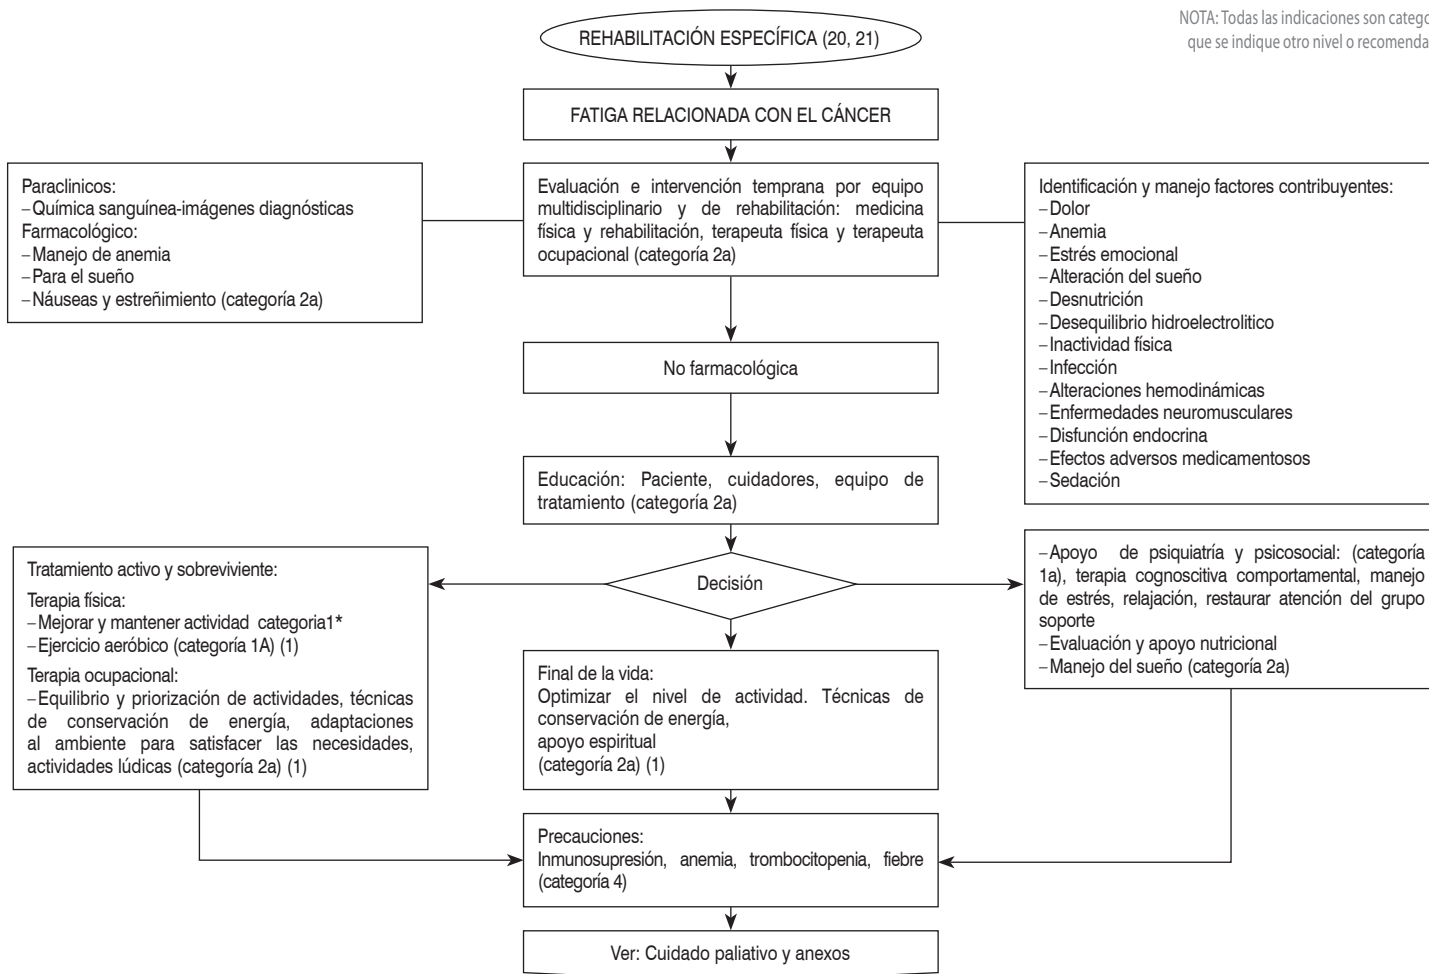 NOTA: Todas las indicaciones son catego
que se indique otro nivel o recomenda
REHABILITACIÓN ESPECÍFICA (20, 21)
FATIGA RELACIONADA CON EL CÁNCER
Paraclinicos:
–Química sanguínea-imágenes diagnósticas
Farmacológico:
–Manejo de anemia
–Para el sueño
–Náuseas y estreñimiento (categoría 2a)
Evaluación e intervención temprana por equipo
multidisciplinario y de rehabilitación: medicina
física y rehabilitación, terapeuta física y terapeuta
ocupacional (categoría 2a)
Identificación y manejo factores contribuyentes:
–Dolor
–Anemia
–Estrés emocional
–Alteración del sueño
–Desnutrición
–Desequilibrio hidroelectrolitico
–Inactividad física
–Infección
–Alteraciones hemodinámicas
–Enfermedades neuromusculares
–Disfunción endocrina
–Efectos adversos medicamentosos
–Sedación
No farmacológica
Educación: Paciente, cuidadores, equipo de
tratamiento (categoría 2a)
Decisión
Tratamiento activo y sobreviviente:
Terapia física:
–Mejorar y mantener actividad categoria1*
–Ejercicio aeróbico (categoría 1A) (1)
Terapia ocupacional:
–Equilibrio y priorización de actividades, técnicas
de conservación de energía, adaptaciones
al ambiente para satisfacer las necesidades,
actividades lúdicas (categoría 2a) (1)
Final de la vida:
Optimizar el nivel de actividad. Técnicas de
conservación de energía,
apoyo espiritual
(categoría 2a) (1)
–Apoyo de psiquiatría y psicosocial: (categoría
1a), terapia cognoscitiva comportamental, manejo
de estrés, relajación, restaurar atención del grupo
soporte
–Evaluación y apoyo nutricional
–Manejo del sueño (categoría 2a)
Precauciones:
Inmunosupresión, anemia, trombocitopenia, fiebre
(categoría 4)
Ver: Cuidado paliativo y anexos